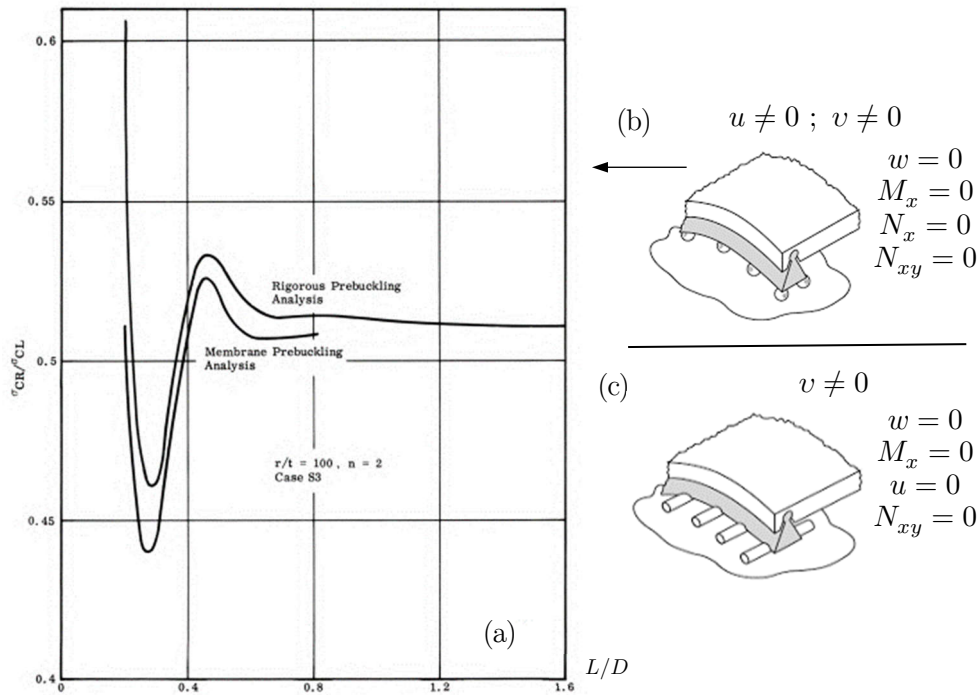 0.6
0.55
0.5
0.45
0.4
σCR/σCL
0
0.4
0.8
1.2
1.6
L/D
Rigorous Prebuckling
Analysis
Membrane Prebuckling
Analysis
r/t = 100 , n = 2
Case S3
(a)
(b)
u ≠ 0 ; v ≠ 0
w = 0
Mx = 0
Nx = 0
Nxy = 0
(c)
v ≠ 0
w = 0
Mx = 0
u = 0
Nxy = 0